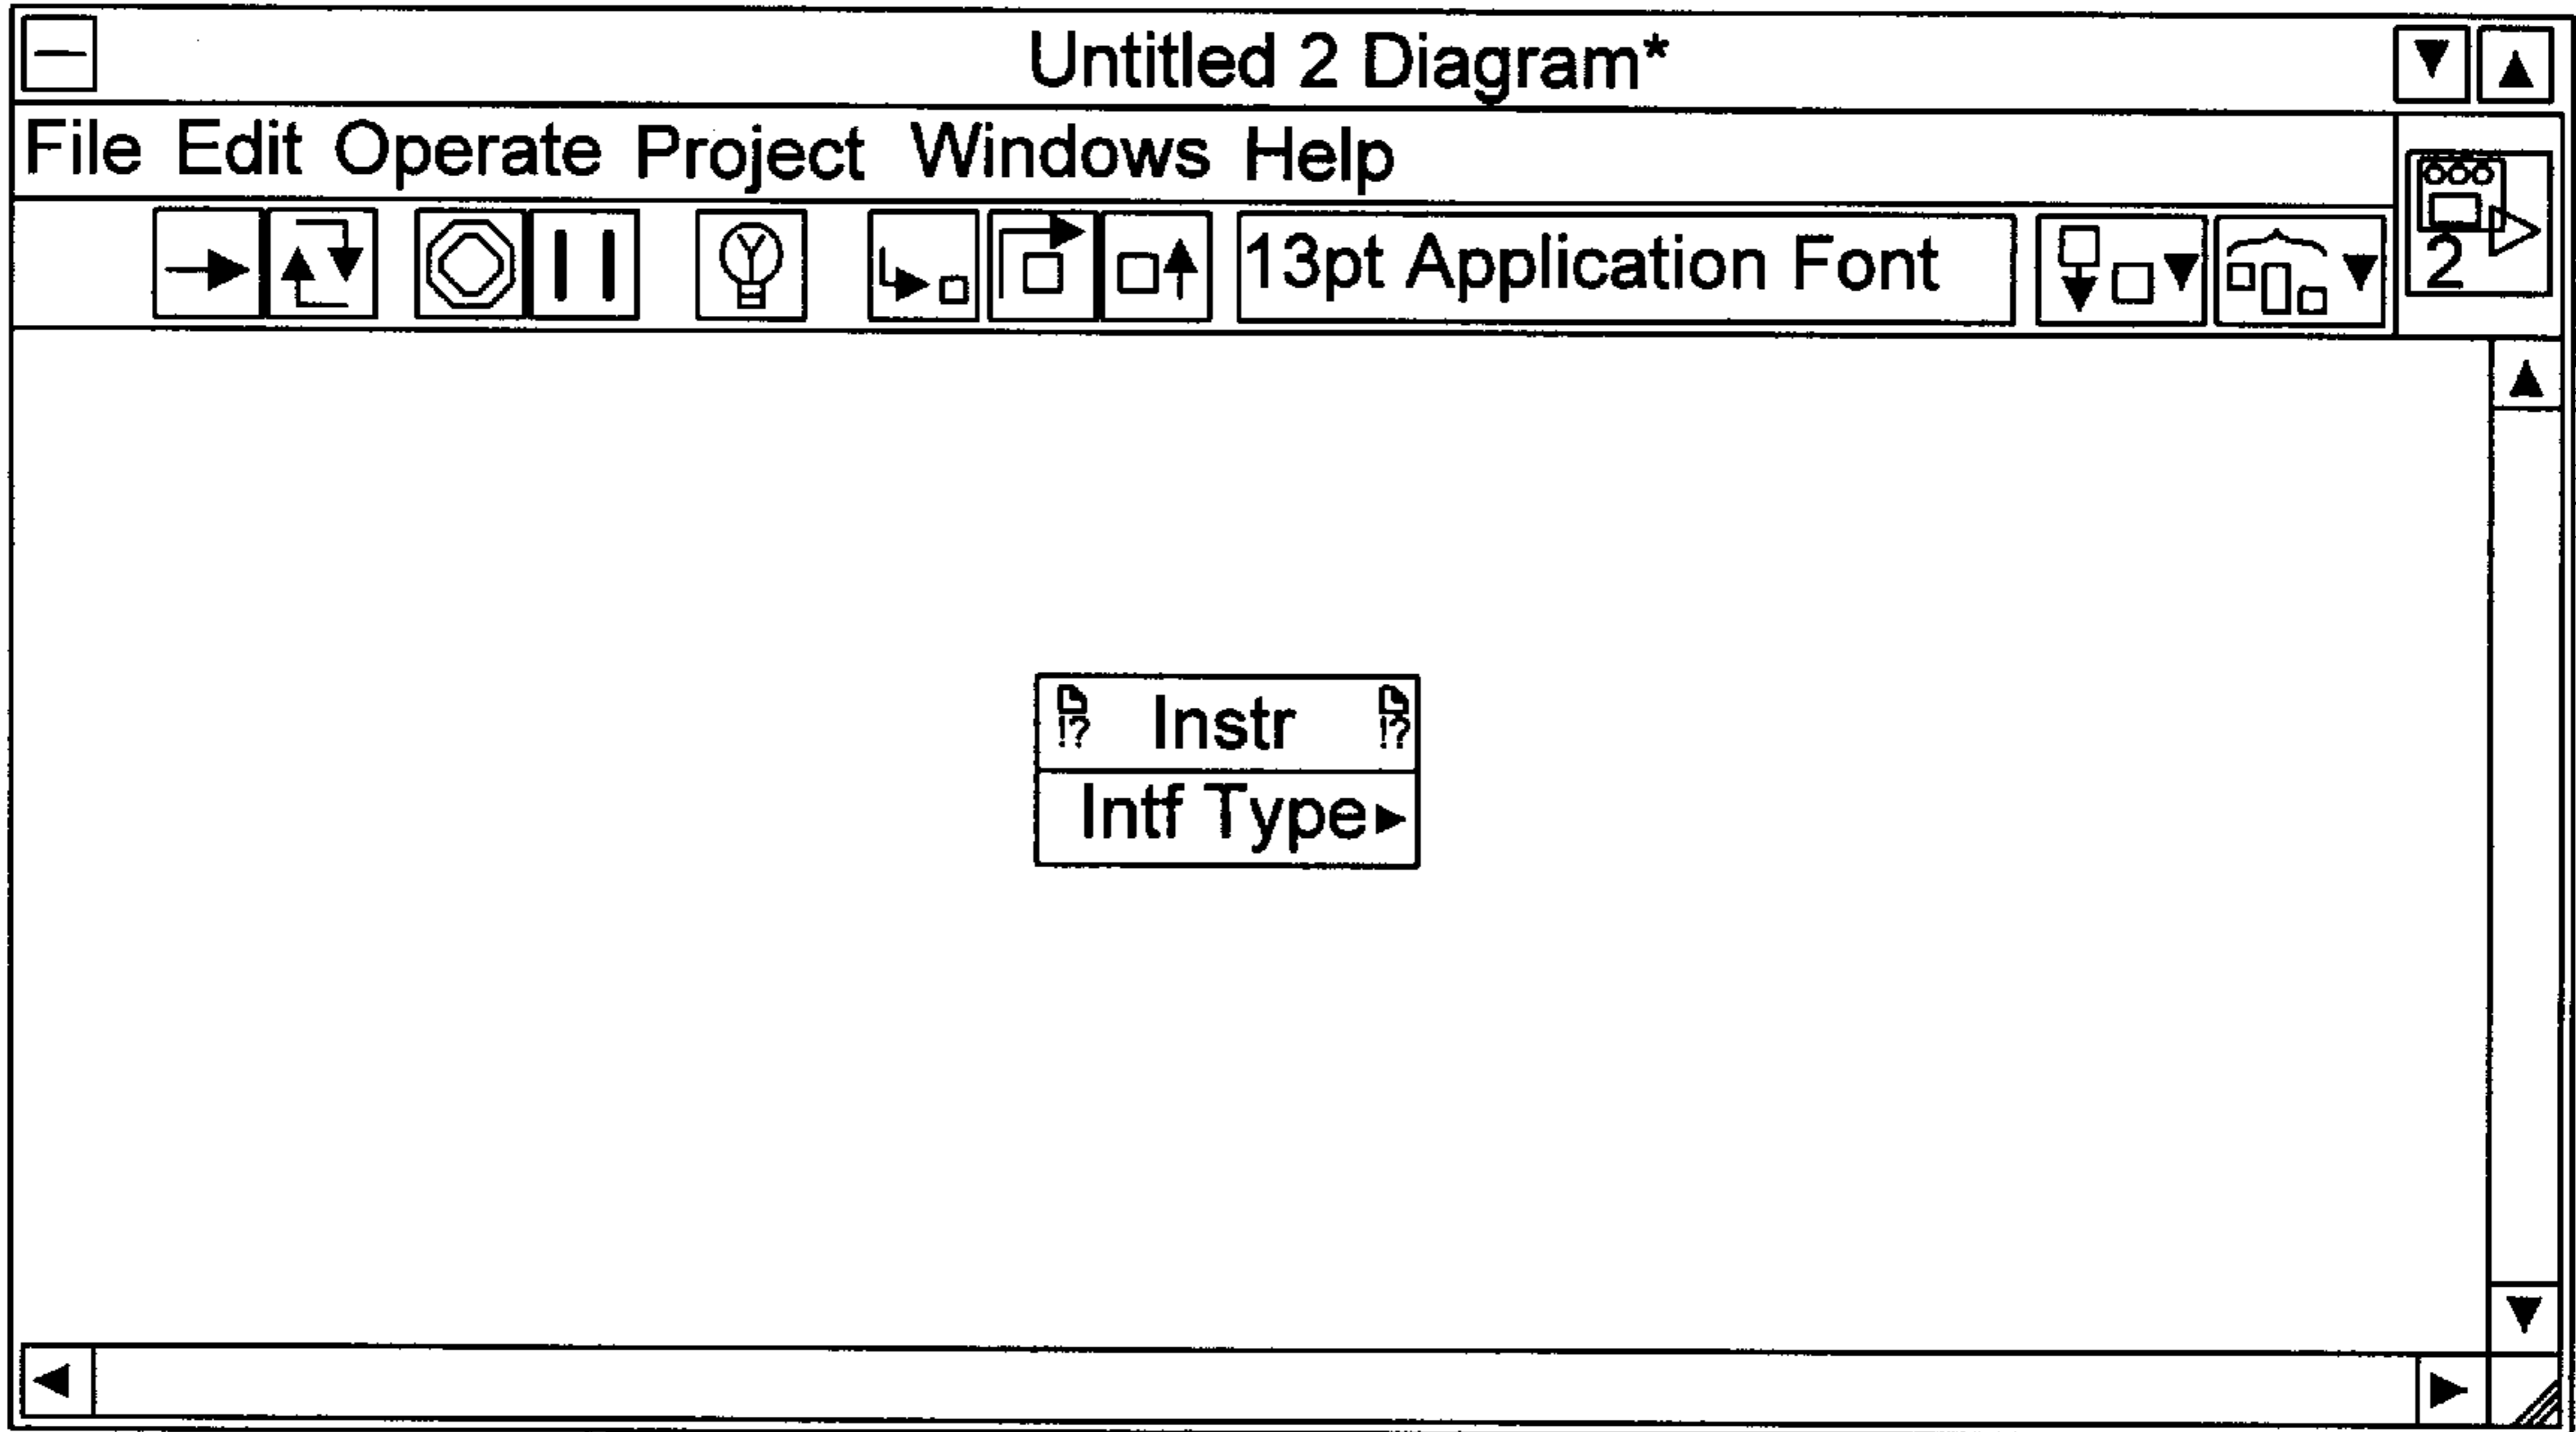 Untitled 2 Diagram*
File Edit Operate Project Windows Help
13pt Application Font
2
!? Instr !?
Intf Type